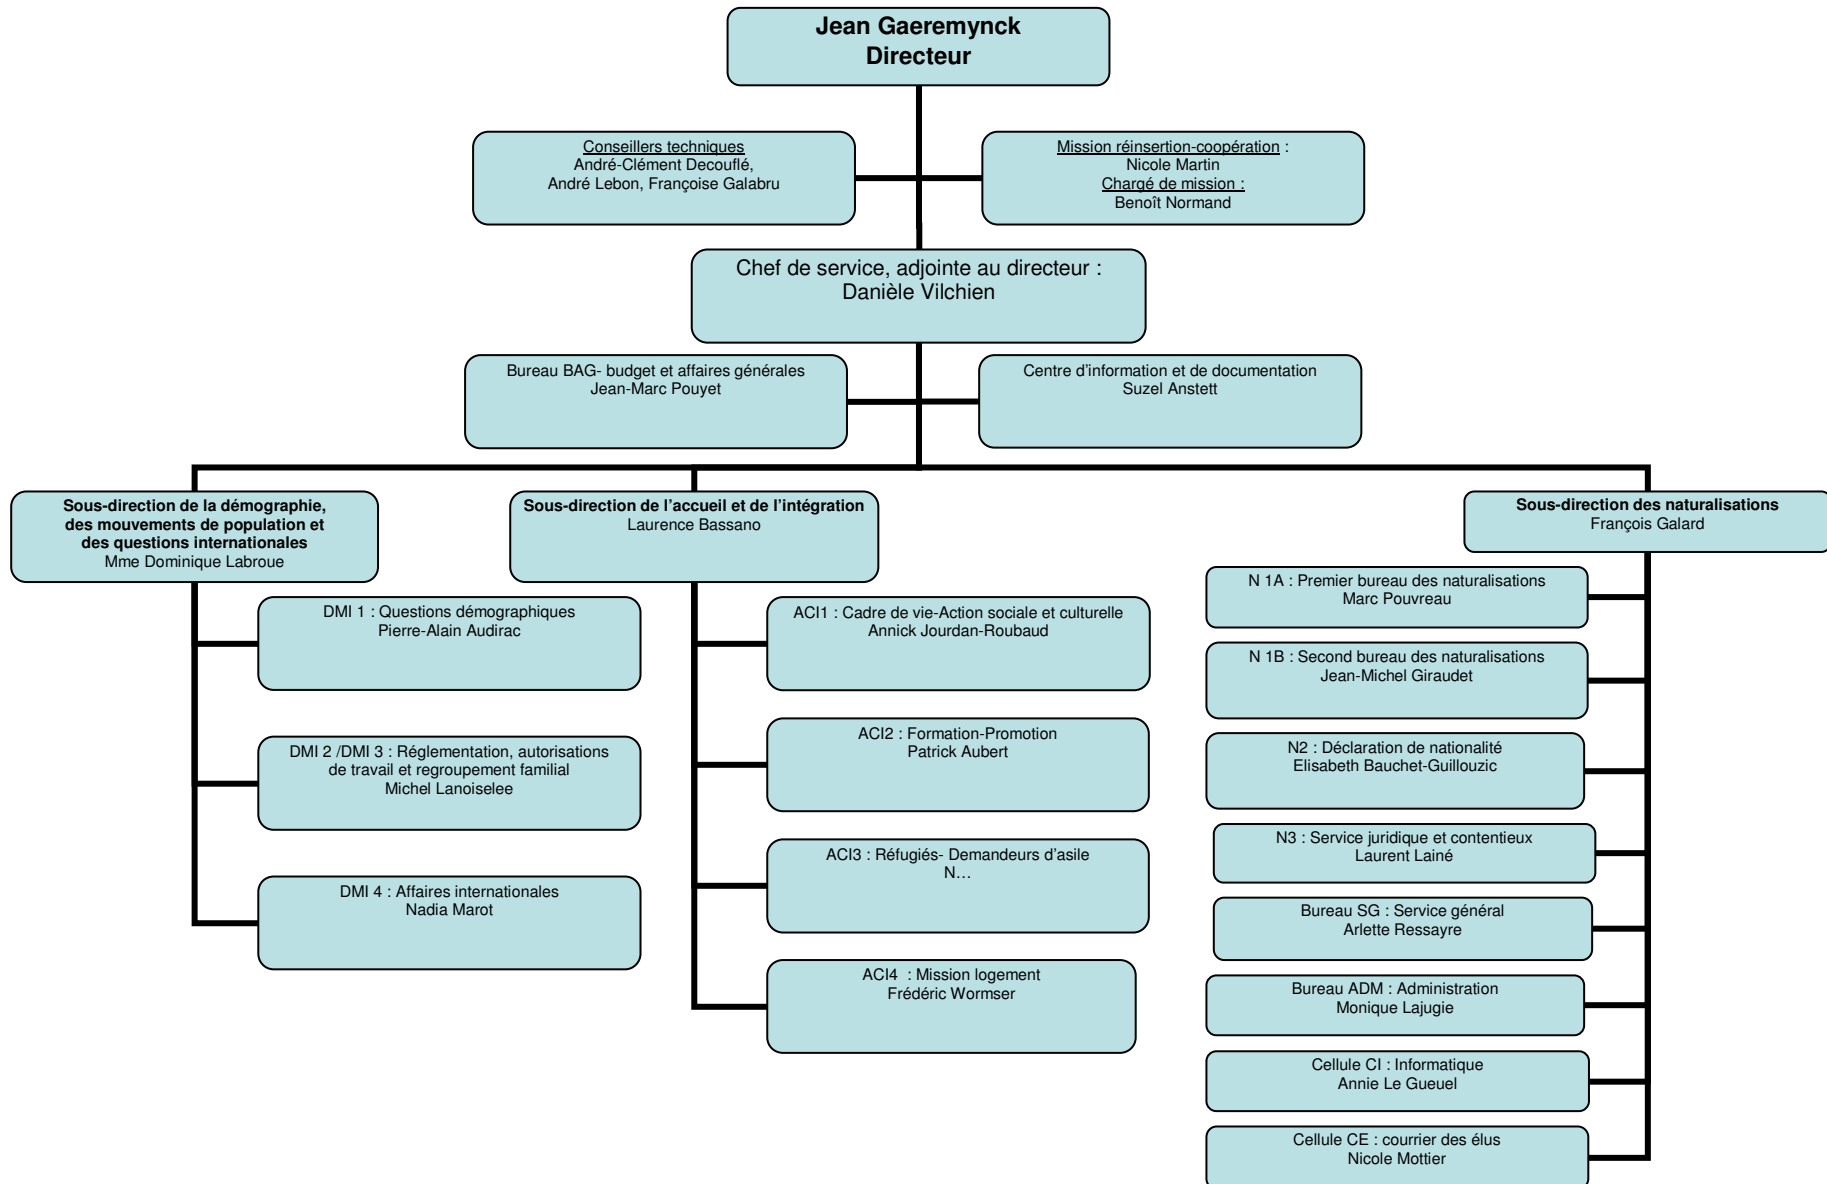 Jean Gaeremynck
Directeur
Conseillers techniques
André-Clément Decouflé,
André Lebon, Françoise Galabru
Mission réinsertion-coopération :
Nicole Martin
Chargé de mission :
Benoît Normand
Chef de service, adjointe au directeur :
Danièle Vilchien
Bureau BAG- budget et affaires générales
Jean-Marc Pouyet
Centre d'information et de documentation
Suzel Anstett
Sous-direction de la démographie,
des mouvements de population et
des questions internationales
Mme Dominique Labroue
DMI 1 : Questions démographiques
Pierre-Alain Audirac
DMI 2 /DMI 3 : Réglementation, autorisations
de travail et regroupement familial
Michel Lanoiselee
DMI 4 : Affaires internationales
Nadia Marot
Sous-direction de l'accueil et de l'intégration
Laurence Bassano
ACI1 : Cadre de vie-Action sociale et culturelle
Annick Jourdan-Roubaud
ACI2 : Formation-Promotion
Patrick Aubert
ACI3 : Réfugiés- Demandeurs d'asile
N…
ACI4  : Mission logement
Frédéric Wormser
Sous-direction des naturalisations
François Galard
N 1A : Premier bureau des naturalisations
Marc Pouvreau
N 1B : Second bureau des naturalisations
Jean-Michel Giraudet
N2 : Déclaration de nationalité
Elisabeth Bauchet-Guillouzic
N3 : Service juridique et contentieux
Laurent Lainé
Bureau SG : Service général
Arlette Ressayre
Bureau ADM : Administration
Monique Lajugie
Cellule CI : Informatique
Annie Le Gueuel
Cellule CE : courrier des élus
Nicole Mottier